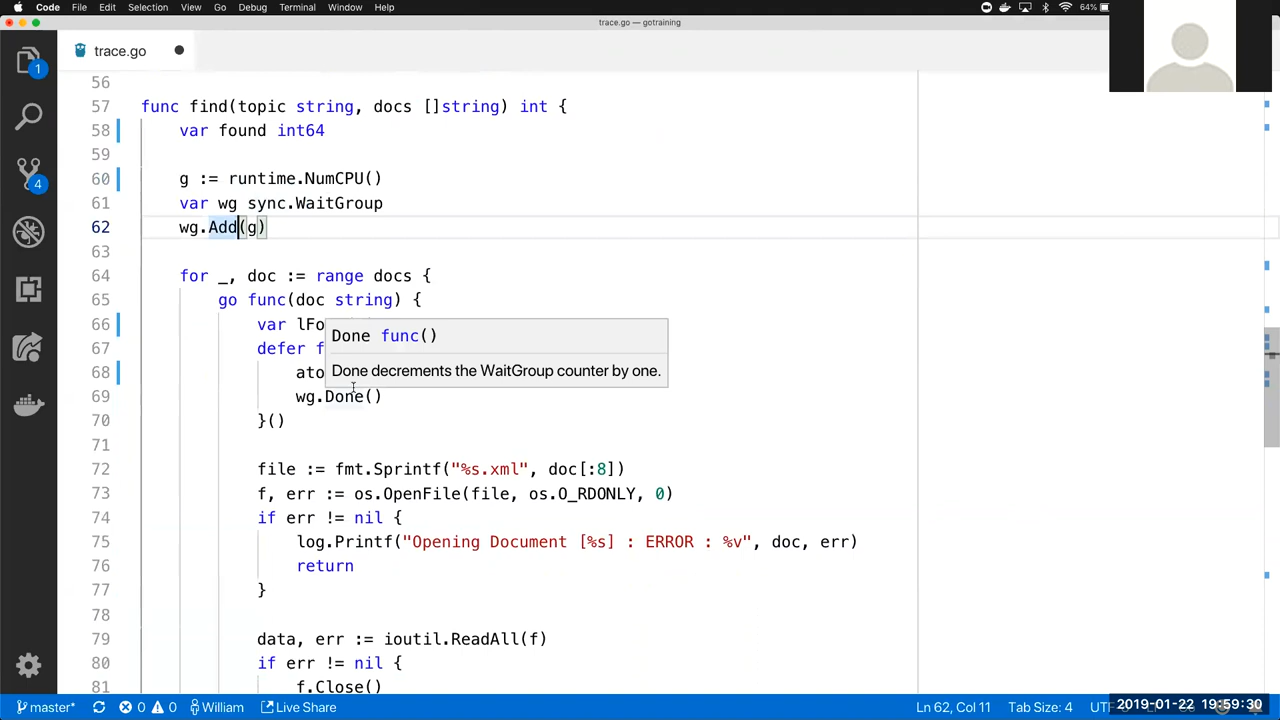 Code File Edit Selection View Go Debug Terminal Window Help 64%
trace.go — gotraining
trace.go
1
4
56
57 func find(topic string, docs []string) int {
58 var found int64
59
60 g := runtime.NumCPU()
61 var wg sync.WaitGroup
62 wg.Add(g)
63
64 for _, doc := range docs {
65 go func(doc string) {
66 var lFo
Done func()
67 defer f
Done decrements the WaitGroup counter by one.
68 ato
69 wg.Done()
70 }()
71
72 file := fmt.Sprintf("%s.xml", doc[:8])
73 f, err := os.OpenFile(file, os.O_RDONLY, 0)
74 if err != nil {
75 log.Printf("Opening Document [%s] : ERROR : %v", doc, err)
76 return
77 }
78
79 data, err := ioutil.ReadAll(f)
80 if err != nil {
81 f.Close()
master* 0 0 William Live Share Ln 62, Col 11 Tab Size: 4 2019-01-22 19:59:30